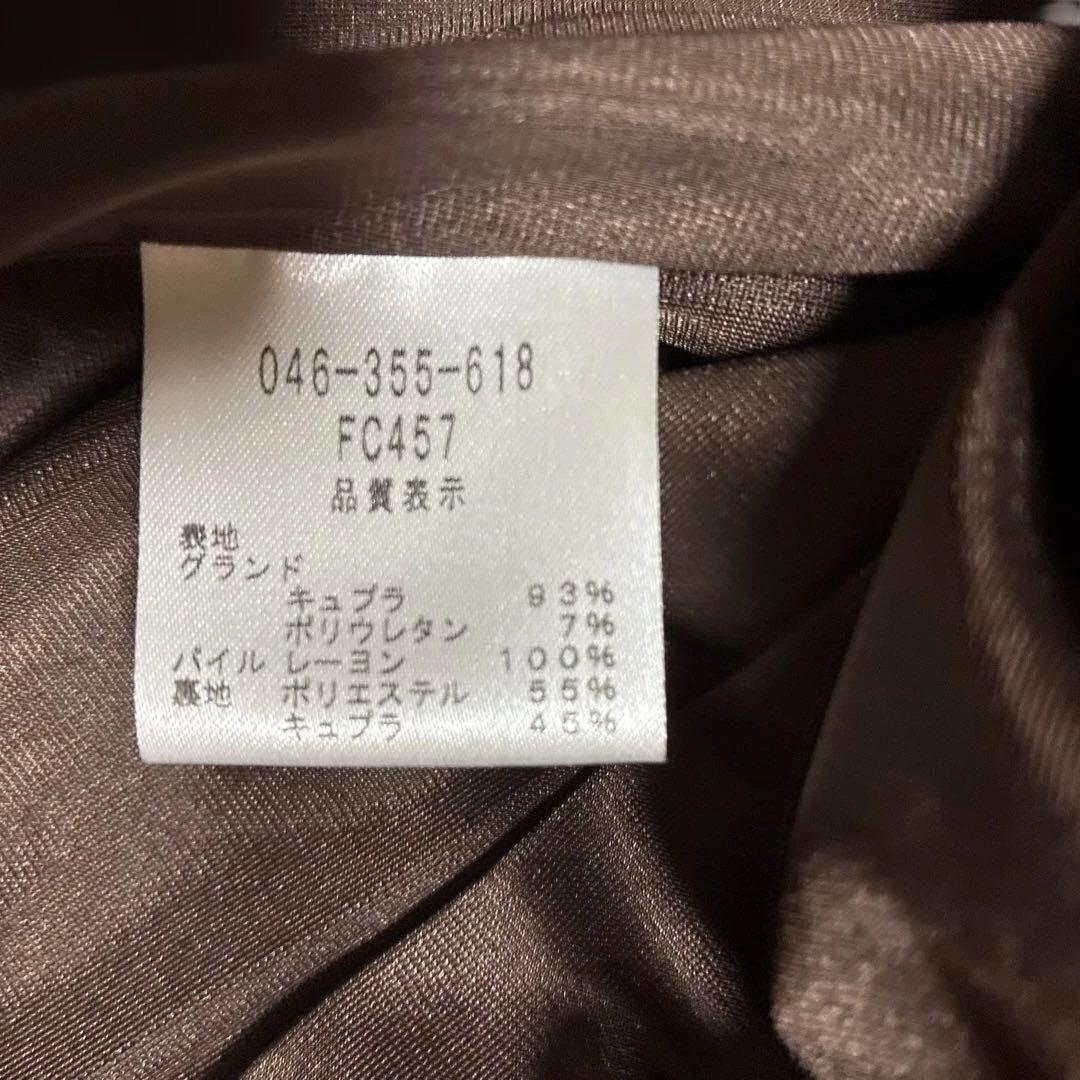 046-355-618
FC457
品質表示
表地
グランド
キュプラ 93%
ポリウレタン 7%
パイル レーヨン 100%
裏地 ポリエステル 55%
キュプラ 45%